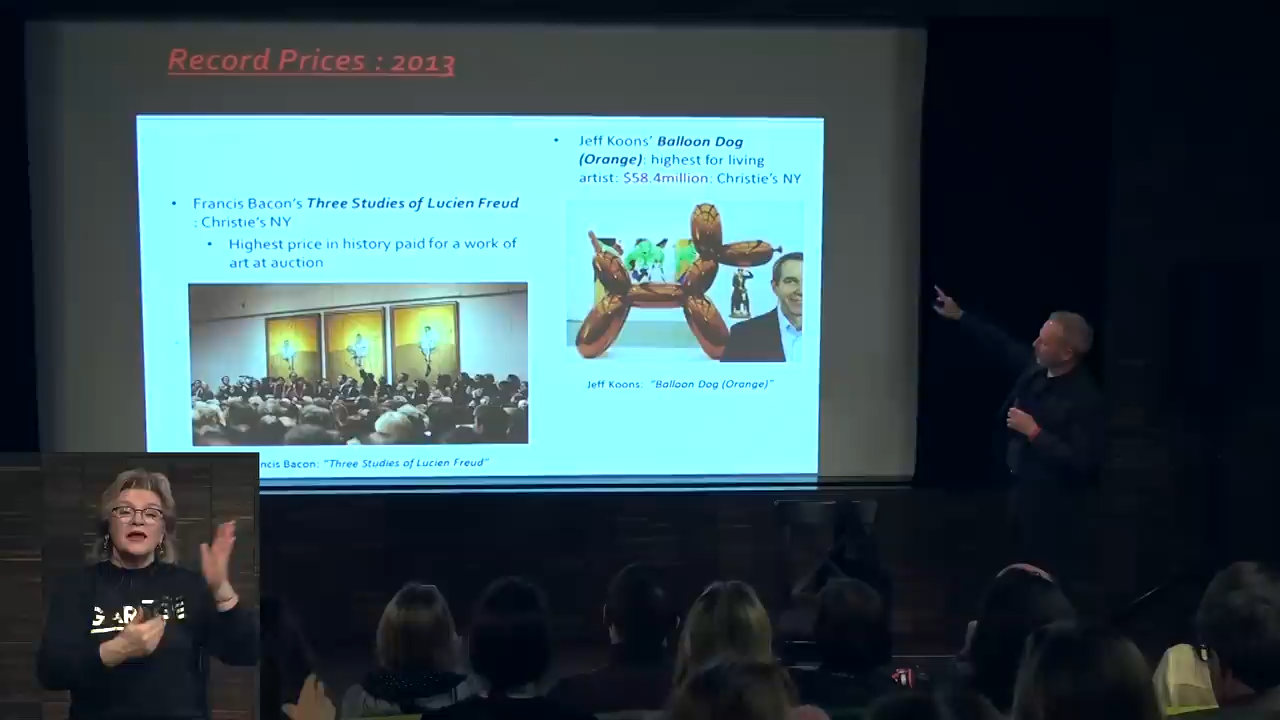 Record Prices : 2013
Francis Bacon's Three Studies of Lucien Freud
: Christie's NY
Highest price in history paid for a work of
art at auction
ncis Bacon: "Three Studies of Lucien Freud"
Jeff Koons' Balloon Dog
(Orange): highest for living
artist: $58.4million: Christie's NY
Jeff Koons: "Balloon Dog (Orange)"